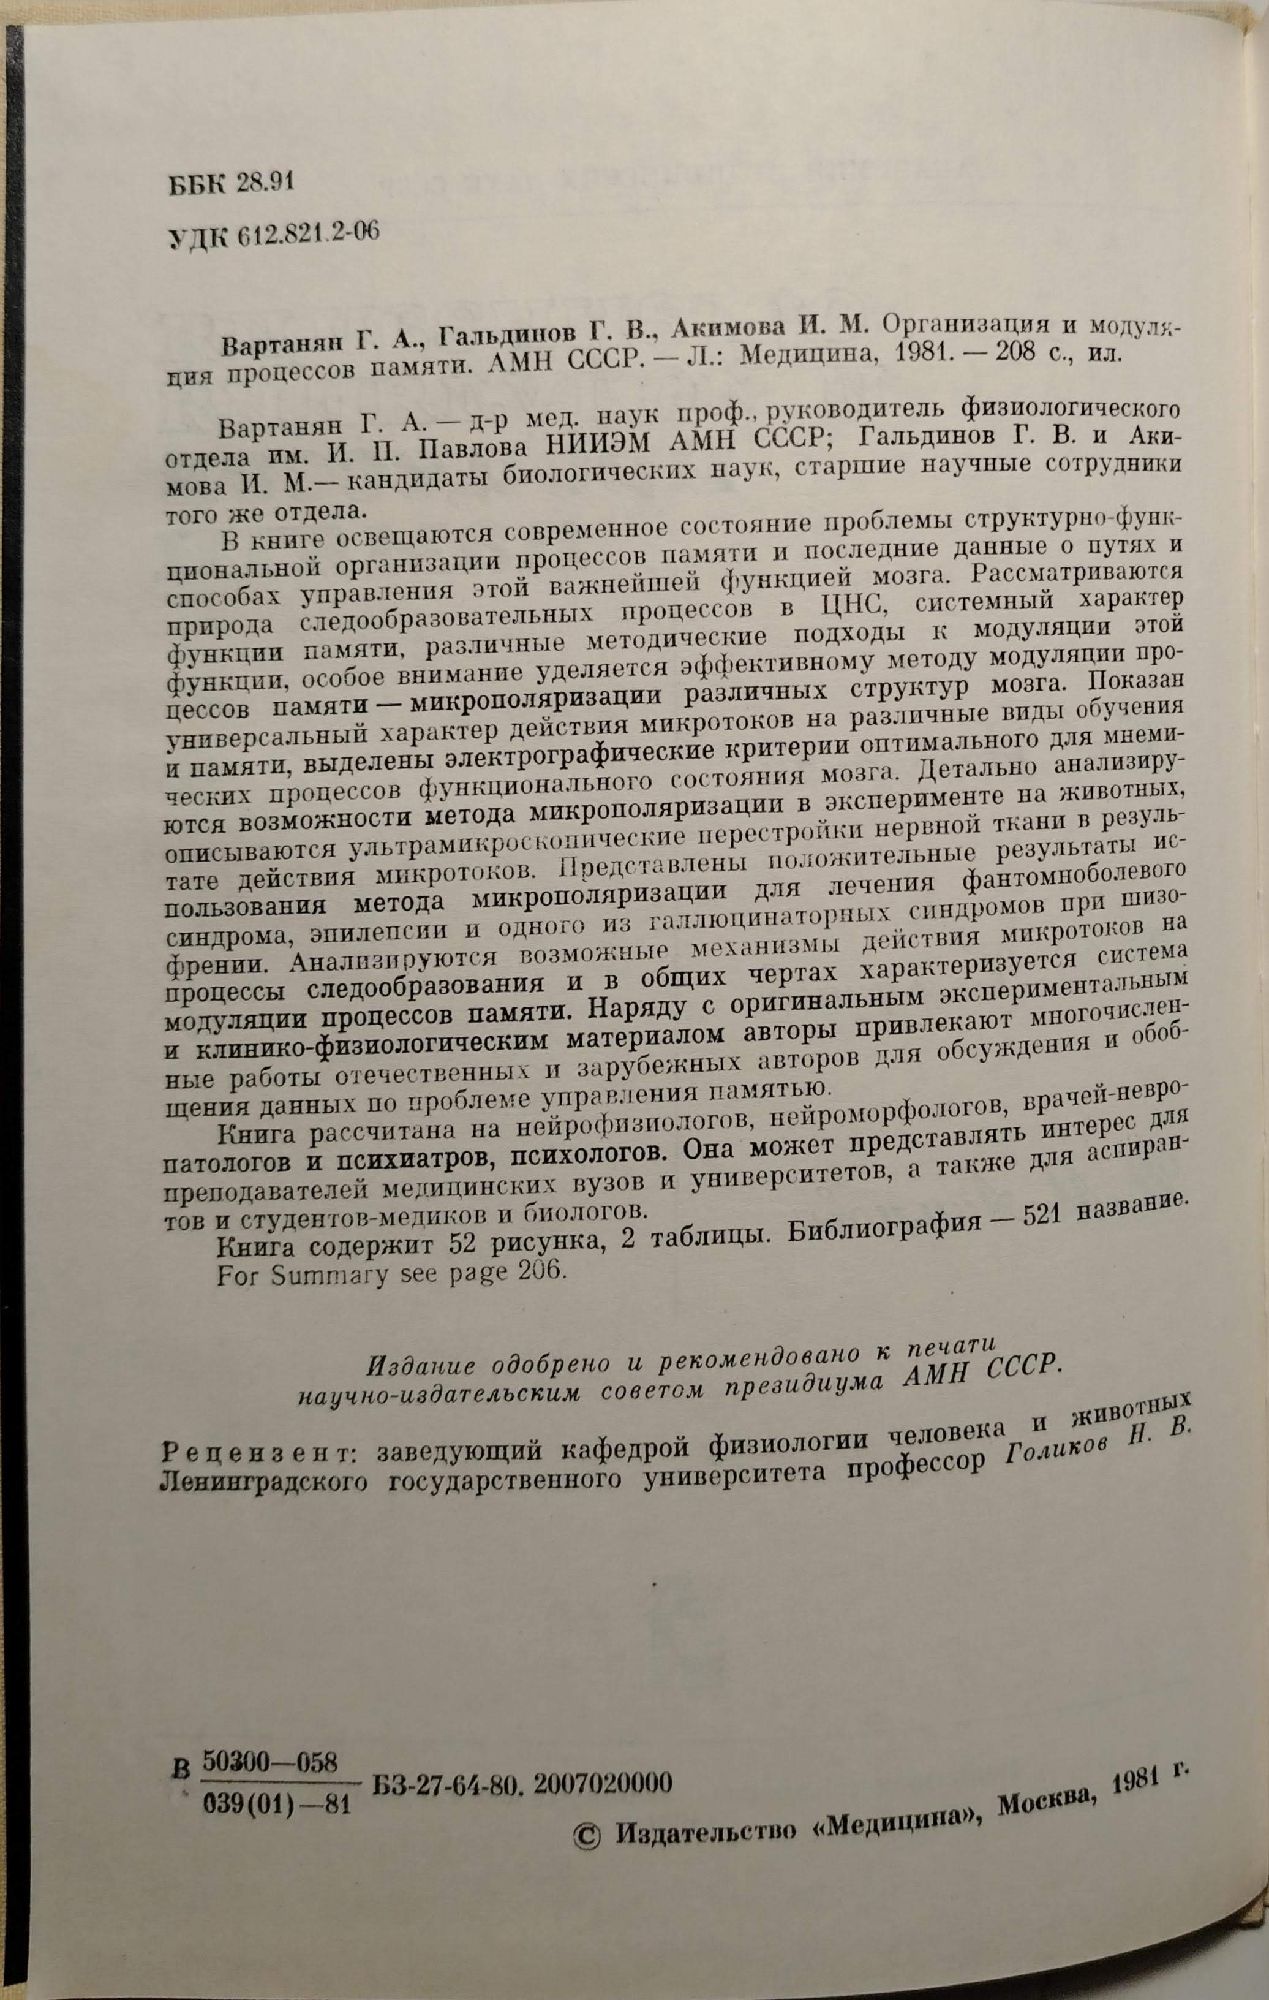 ББК 28.91
УДК 612.821.2-06
Вартанян Г. А., Гальдинов Г. В., Акимова И. М. Организация и модуля-
ция процессов памяти. АМН СССР. — Л.: Медицина, 1981. — 208 с., ил.
Вартанян Г. А. — д-р мед. наук проф., руководитель физиологического
отдела им. И. П. Павлова НИИЭМ АМН СССР; Гальдинов Г. В. и Аки-
мова И. М.— кандидаты биологических наук, старшие научные сотрудники
того же отдела.
В книге освещаются современное состояние проблемы структурно-функ-
циональной организации процессов памяти и последние данные о путях и
способах управления этой важнейшей функцией мозга. Рассматриваются
природа следообразовательных процессов в ЦНС, системный характер
функции памяти, различные методические подходы к модуляции этой
функции, особое внимание уделяется эффективному методу модуляции про-
цессов памяти — микрополяризации различных структур мозга. Показан
универсальный характер действия микротоков на различные виды обучения
и памяти, выделены электрографические критерии оптимального для мнеми-
ческих процессов функционального состояния мозга. Детально анализиру-
ются возможности метода микрополяризации в эксперименте на животных,
описываются ультрамикроскопические перестройки нервной ткани в резуль-
тате действия микротоков. Представлены положительные результаты ис-
пользования метода микрополяризации для лечения фантомноболевого
синдрома, эпилепсии и одного из галлюцинаторных синдромов при шизо-
френии. Анализируются возможные механизмы действия микротоков на
процессы следообразования и в общих чертах характеризуется система
модуляции процессов памяти. Наряду с оригинальным экспериментальным
и клинико-физиологическим материалом авторы привлекают многочислен-
ные работы отечественных и зарубежных авторов для обсуждения и обоб-
щения данных по проблеме управления памятью.
Книга рассчитана на нейрофизиологов, нейроморфологов, врачей-невро-
патологов и психиатров, психологов. Она может представлять интерес для
преподавателей медицинских вузов и университетов, а также для аспиран-
тов и студентов-медиков и биологов.
Книга содержит 52 рисунка, 2 таблицы. Библиография — 521 название.
For Summary see page 206.
Издание одобрено и рекомендовано к печати
научно-издательским советом президиума АМН СССР.
Рецензент: заведующий кафедрой физиологии человека и животных
Ленинградского государственного университета профессор Голиков Н. В.
В 50300—058
039(01)—81 БЗ-27-64-80. 2007020000
© Издательство «Медицина», Москва, 1981 г.